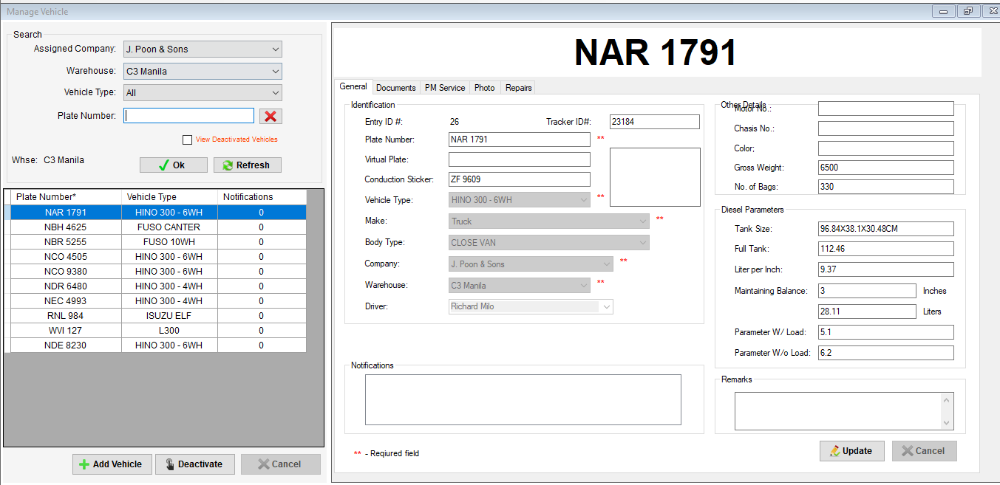 Manage Vehicle
Search
Assigned Company: J. Poon & Sons
Warehouse: C3 Manila
Vehicle Type: All
Plate Number:
View Deactivated Vehicles
Whse: C3 Manila
Ok Refresh
Plate Number* Vehicle Type Notifications
NAR 1791 HINO 300 - 6WH 0
NBH 4625 FUSO CANTER 0
NBR 5255 FUSO 10WH 0
NCO 4505 HINO 300 - 6WH 0
NCO 9380 HINO 300 - 6WH 0
NDR 6480 HINO 300 - 4WH 0
NEC 4993 HINO 300 - 4WH 0
RNL 984 ISUZU ELF 0
WVI 127 L300 0
NDE 8230 HINO 300 - 6WH 0
Add Vehicle Deactivate Cancel
NAR 1791
General Documents PM Service Photo Repairs
Identification
Entry ID #: 26 Tracker ID#: 23184
Plate Number: NAR 1791 **
Virtual Plate:
Conduction Sticker: ZF 9609
Vehicle Type: HINO 300 - 6WH **
Make: Truck **
Body Type: CLOSE VAN
Company: J. Poon & Sons **
Warehouse: C3 Manila **
Driver: Richard Milo
Notifications
** - Reqiured field
Other Details
Motor No.:
Chasis No.:
Color;
Gross Weight: 6500
No. of Bags: 330
Diesel Parameters
Tank Size: 96.84X38.1X30.48CM
Full Tank: 112.46
Liter per Inch: 9.37
Maintaining Balance: 3 Inches
28.11 Liters
Parameter W/ Load: 5.1
Parameter W/o Load: 6.2
Remarks
Update Cancel